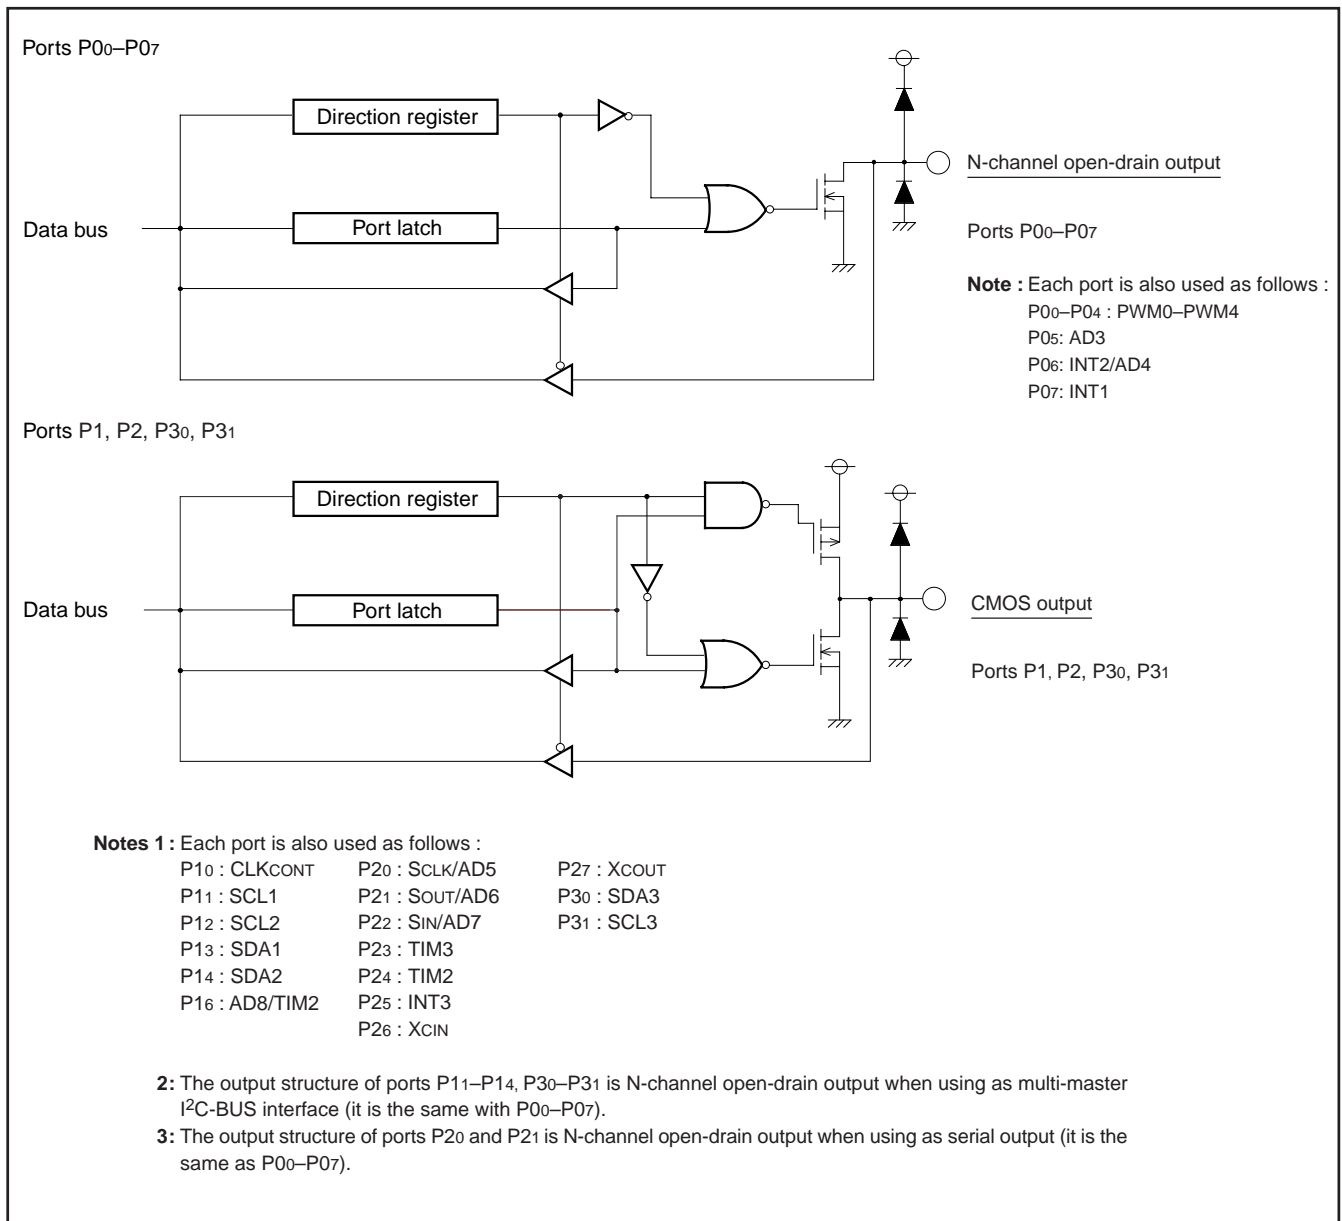 Ports P00–P07
Direction register
N-channel open-drain output
Data bus
Port latch
Ports P00–P07
Note : Each port is also used as follows :
P00–P04 : PWM0–PWM4
P05: AD3
P06: INT2/AD4
P07: INT1
Ports P1, P2, P30, P31
Direction register
Data bus
Port latch
CMOS output
Ports P1, P2, P30, P31
Notes 1 : Each port is also used as follows :
P10 : CLKCONT
P11 : SCL1
P12 : SCL2
P13 : SDA1
P14 : SDA2
P16 : AD8/TIM2
P20 : SCLK/AD5
P21 : SOUT/AD6
P22 : SIN/AD7
P23 : TIM3
P24 : TIM2
P25 : INT3
P26 : XCIN
P27 : XCOUT
P30 : SDA3
P31 : SCL3
2: The output structure of ports P11–P14, P30–P31 is N-channel open-drain output when using as multi-master
I2C-BUS interface (it is the same with P00–P07).
3: The output structure of ports P20 and P21 is N-channel open-drain output when using as serial output (it is the
same as P00–P07).